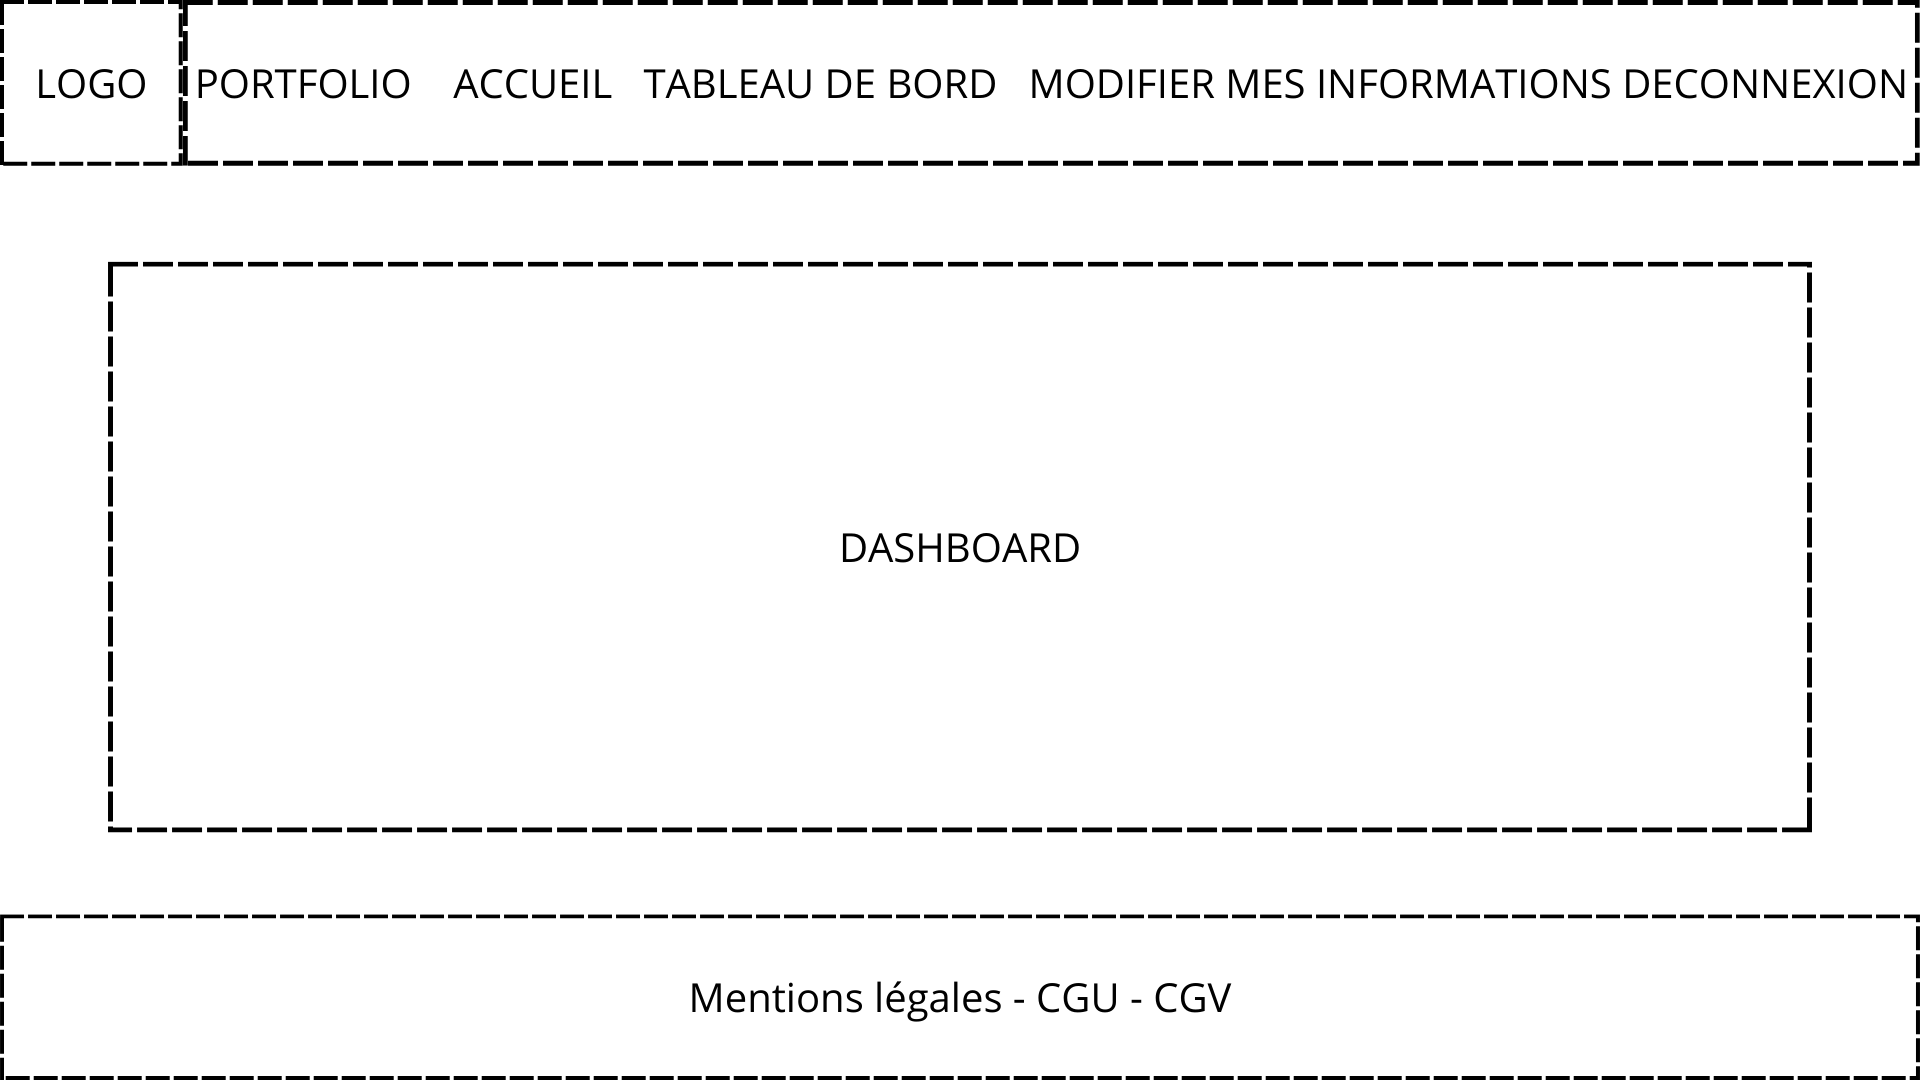 LOGO PORTFOLIO ACCUEIL TABLEAU DE BORD MODIFIER MES INFORMATIONS DECONNEXION
DASHBOARD
Mentions légales - CGU - CGV